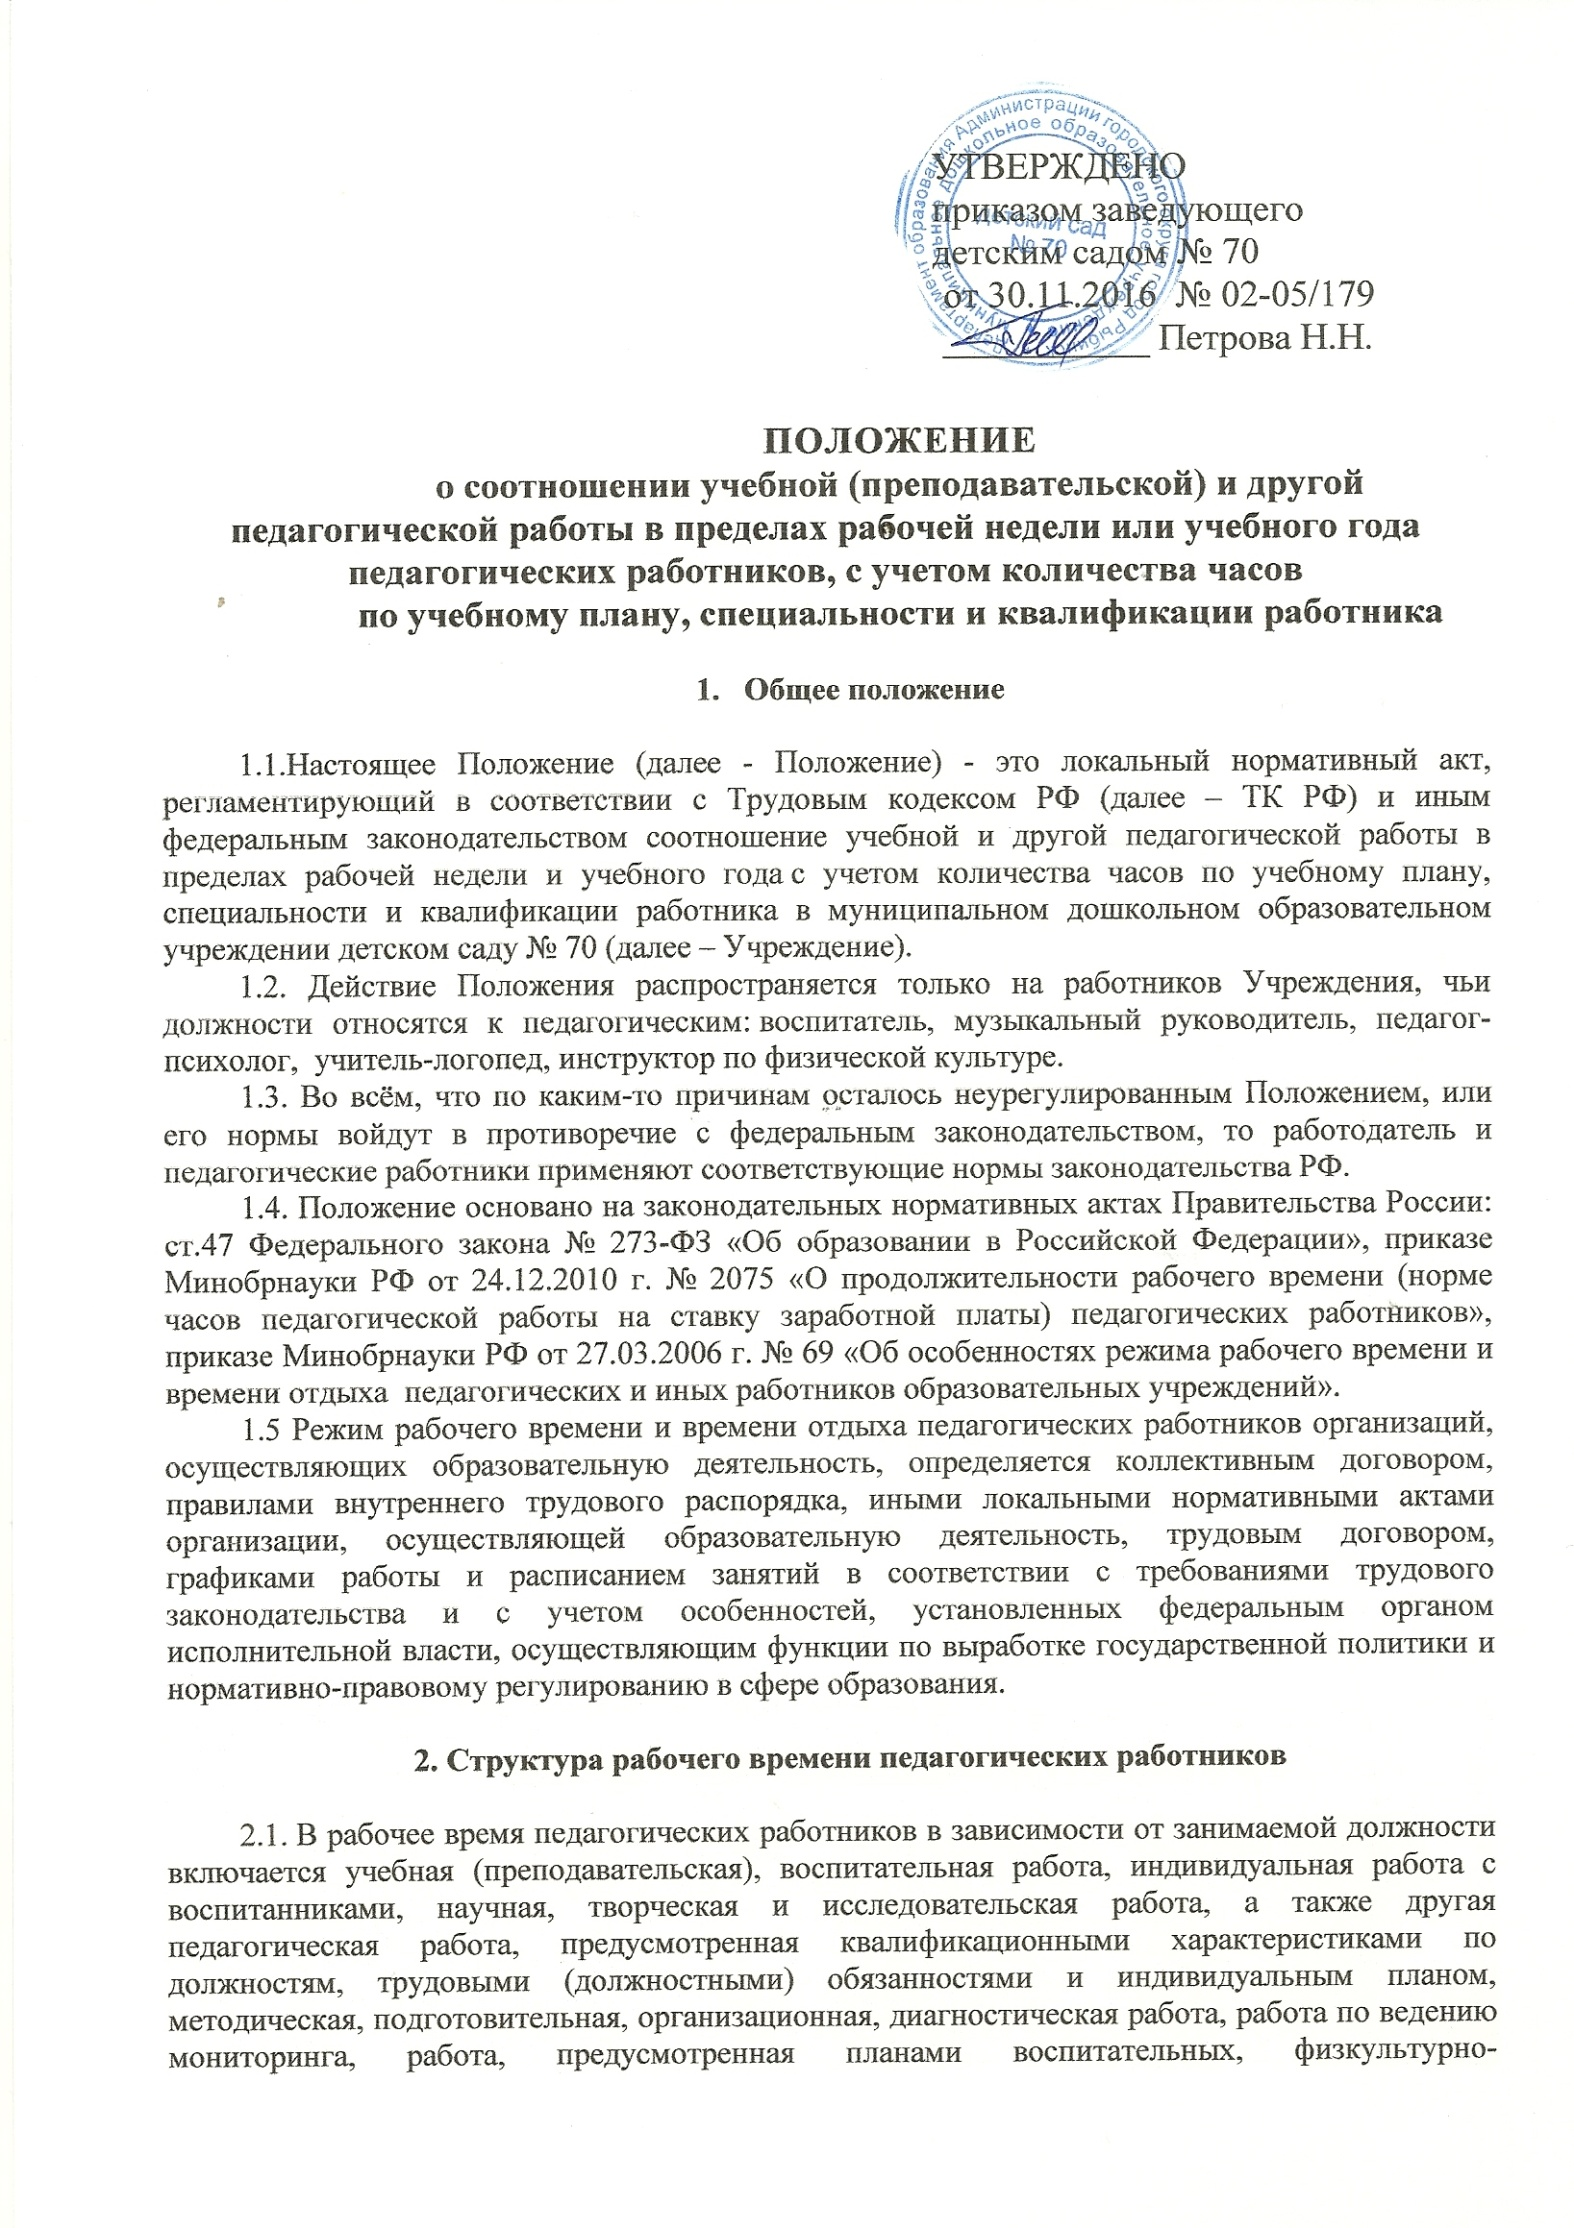 УТВЕРЖДЕНО
приказом заведующего
детским садом № 70
от 30.11.2016 № 02-05/179
Петрова Н.Н.
Департамент образования Администрации городского округа город Рыбинск
муниципальное дошкольное образовательное учреждение
детский сад
№ 70
ПОЛОЖЕНИЕ
о соотношении учебной (преподавательской) и другой
педагогической работы в пределах рабочей недели или учебного года
педагогических работников, с учетом количества часов
по учебному плану, специальности и квалификации работника
1. Общее положение
1.1.Настоящее Положение (далее - Положение) - это локальный нормативный акт,
регламентирующий в соответствии с Трудовым кодексом РФ (далее – ТК РФ) и иным
федеральным законодательством соотношение учебной и другой педагогической работы в
пределах рабочей недели и учебного года с учетом количества часов по учебному плану,
специальности и квалификации работника в муниципальном дошкольном образовательном
учреждении детском саду № 70 (далее – Учреждение).
1.2. Действие Положения распространяется только на работников Учреждения, чьи
должности относятся к педагогическим: воспитатель, музыкальный руководитель, педагог-
психолог, учитель-логопед, инструктор по физической культуре.
1.3. Во всём, что по каким-то причинам осталось неурегулированным Положением, или
его нормы войдут в противоречие с федеральным законодательством, то работодатель и
педагогические работники применяют соответствующие нормы законодательства РФ.
1.4. Положение основано на законодательных нормативных актах Правительства России:
ст.47 Федерального закона № 273-ФЗ «Об образовании в Российской Федерации», приказе
Минобрнауки РФ от 24.12.2010 г. № 2075 «О продолжительности рабочего времени (норме
часов педагогической работы на ставку заработной платы) педагогических работников»,
приказе Минобрнауки РФ от 27.03.2006 г. № 69 «Об особенностях режима рабочего времени и
времени отдыха педагогических и иных работников образовательных учреждений».
1.5 Режим рабочего времени и времени отдыха педагогических работников организаций,
осуществляющих образовательную деятельность, определяется коллективным договором,
правилами внутреннего трудового распорядка, иными локальными нормативными актами
организации, осуществляющей образовательную деятельность, трудовым договором,
графиками работы и расписанием занятий в соответствии с требованиями трудового
законодательства и с учетом особенностей, установленных федеральным органом
исполнительной власти, осуществляющим функции по выработке государственной политики и
нормативно-правовому регулированию в сфере образования.
2. Структура рабочего времени педагогических работников
2.1. В рабочее время педагогических работников в зависимости от занимаемой должности
включается учебная (преподавательская), воспитательная работа, индивидуальная работа с
воспитанниками, научная, творческая и исследовательская работа, а также другая
педагогическая работа, предусмотренная квалификационными характеристиками по
должностям, трудовыми (должностными) обязанностями и индивидуальным планом,
методическая, подготовительная, организационная, диагностическая работа, работа по ведению
мониторинга, работа, предусмотренная планами воспитательных, физкультурно-